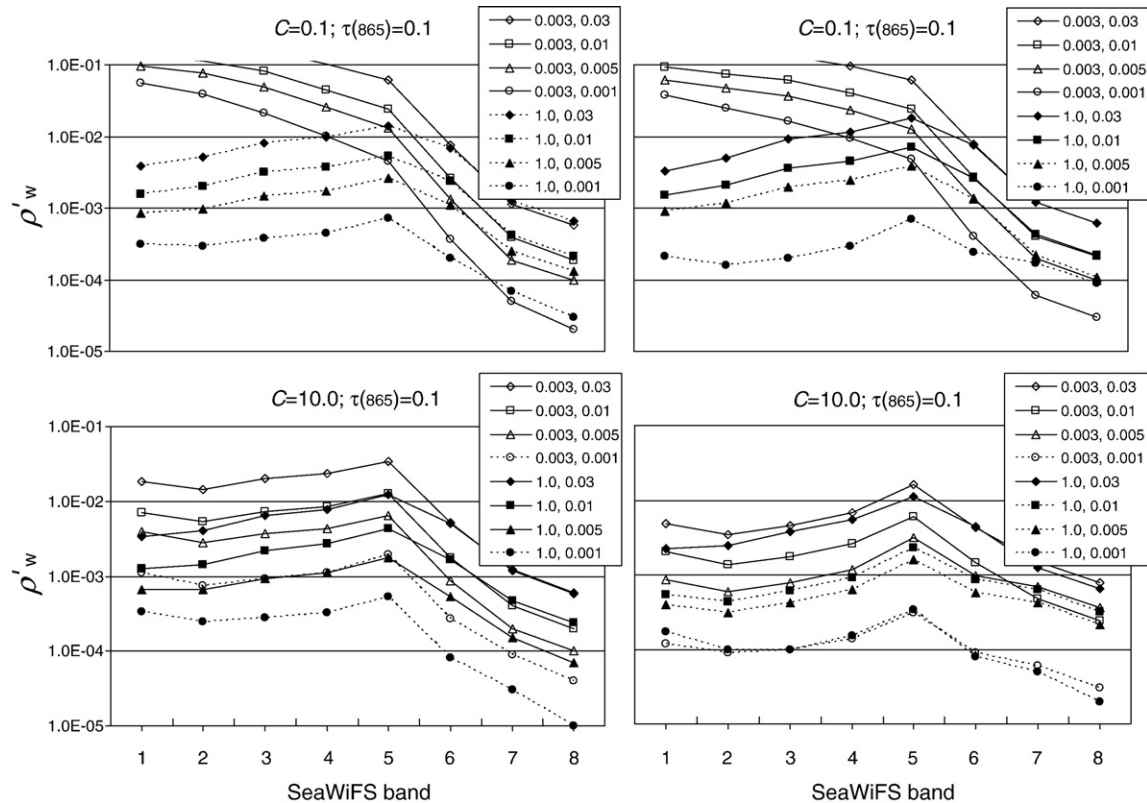 C=0.1; τ(865)=0.1
0.003, 0.03
0.003, 0.01
0.003, 0.005
0.003, 0.001
1.0, 0.03
1.0, 0.01
1.0, 0.005
1.0, 0.001
1.0E-01
1.0E-02
1.0E-03
1.0E-04
1.0E-05
ρ'w
C=0.1; τ(865)=0.1
0.003, 0.03
0.003, 0.01
0.003, 0.005
0.003, 0.001
1.0, 0.03
1.0, 0.01
1.0, 0.005
1.0, 0.001
C=10.0; τ(865)=0.1
0.003, 0.03
0.003, 0.01
0.003, 0.005
0.003, 0.001
1.0, 0.03
1.0, 0.01
1.0, 0.005
1.0, 0.001
1.0E-01
1.0E-02
1.0E-03
1.0E-04
1.0E-05
ρ'w
1 2 3 4 5 6 7 8
SeaWiFS band
C=10.0; τ(865)=0.1
0.003, 0.03
0.003, 0.01
0.003, 0.005
0.003, 0.001
1.0, 0.03
1.0, 0.01
1.0, 0.005
1.0, 0.001
1 2 3 4 5 6 7 8
SeaWiFS band